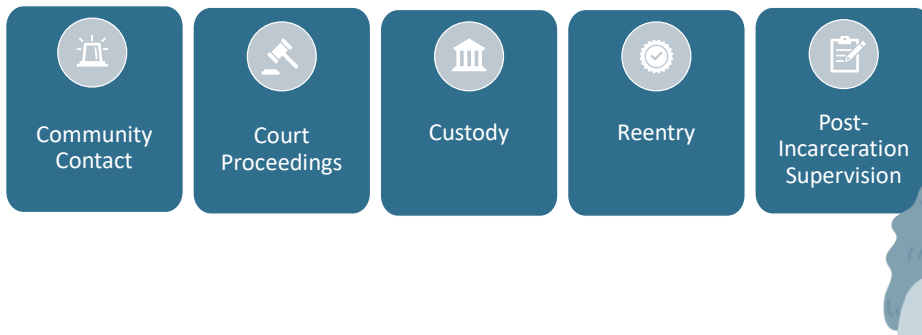 Community
Contact
Court
Proceedings
Custody
Reentry
Post-
Incarceration
Supervision